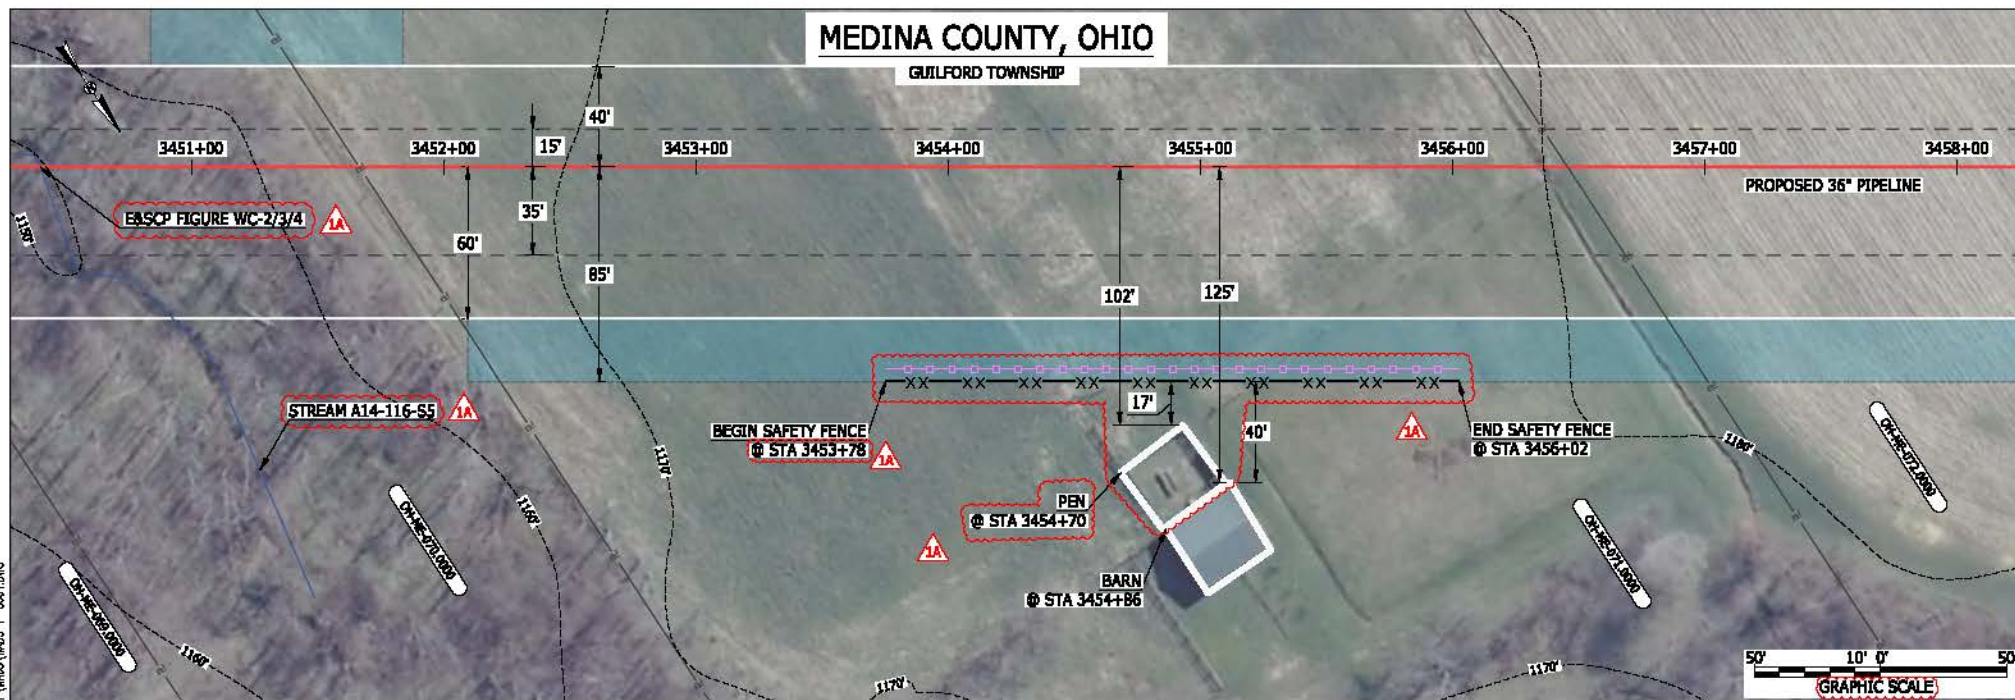 MEDINA COUNTY, OHIO
GUILFORD TOWNSHIP
40'
15'
3451+00
3452+00
3453+00
3454+00
3455+00
3456+00
3457+00
3458+00
PROPOSED 36" PIPELINE
E&SCP FIGURE WC-2/3/4
1A
35'
60'
85'
102'
125'
1150'
STREAM A14-116-S5
1A
17'
40'
BEGIN SAFETY FENCE
@ STA 3453+78
1A
1A
END SAFETY FENCE
@ STA 3456+02
1170'
1180'
OH-ME-072.0000
PEN
@ STA 3454+70
1A
1160'
OH-ME-070.0000
OH-ME-071.0000
BARN
@ STA 3454+86
OH-ME-069.0000
1160'
1170'
1170'
50'
10'
0'
50'
GRAPHIC SCALE